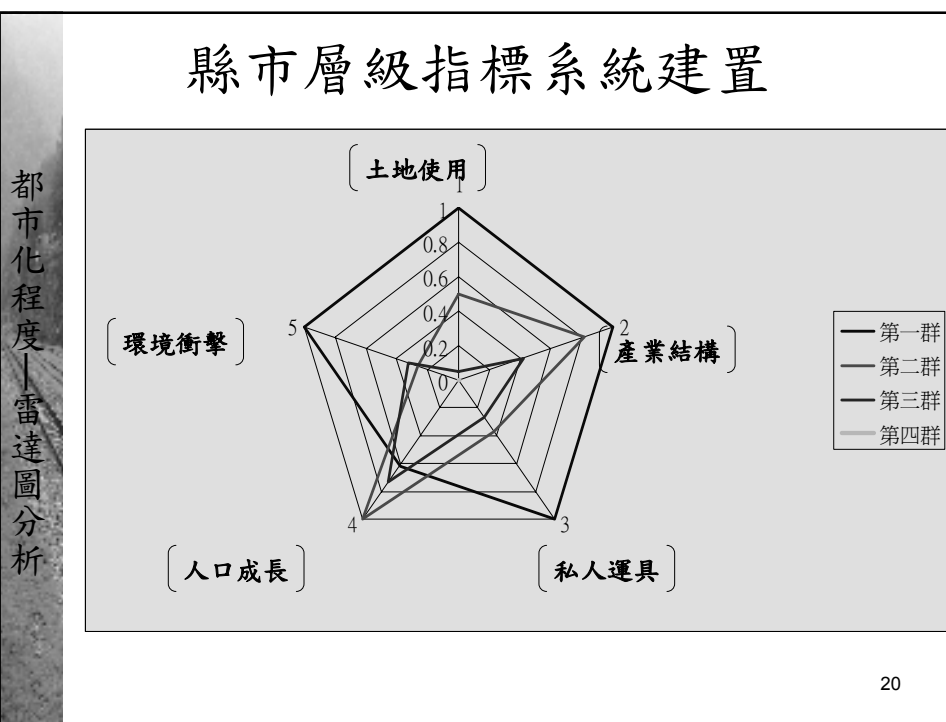 縣市層級指標系統建置
都市化程度—雷達圖分析
土地使用
1
1
0.8
0.6
0.4
0.2
0
5
2
環境衝擊
產業結構
第一群
第二群
第三群
第四群
4
3
人口成長
私人運具
20